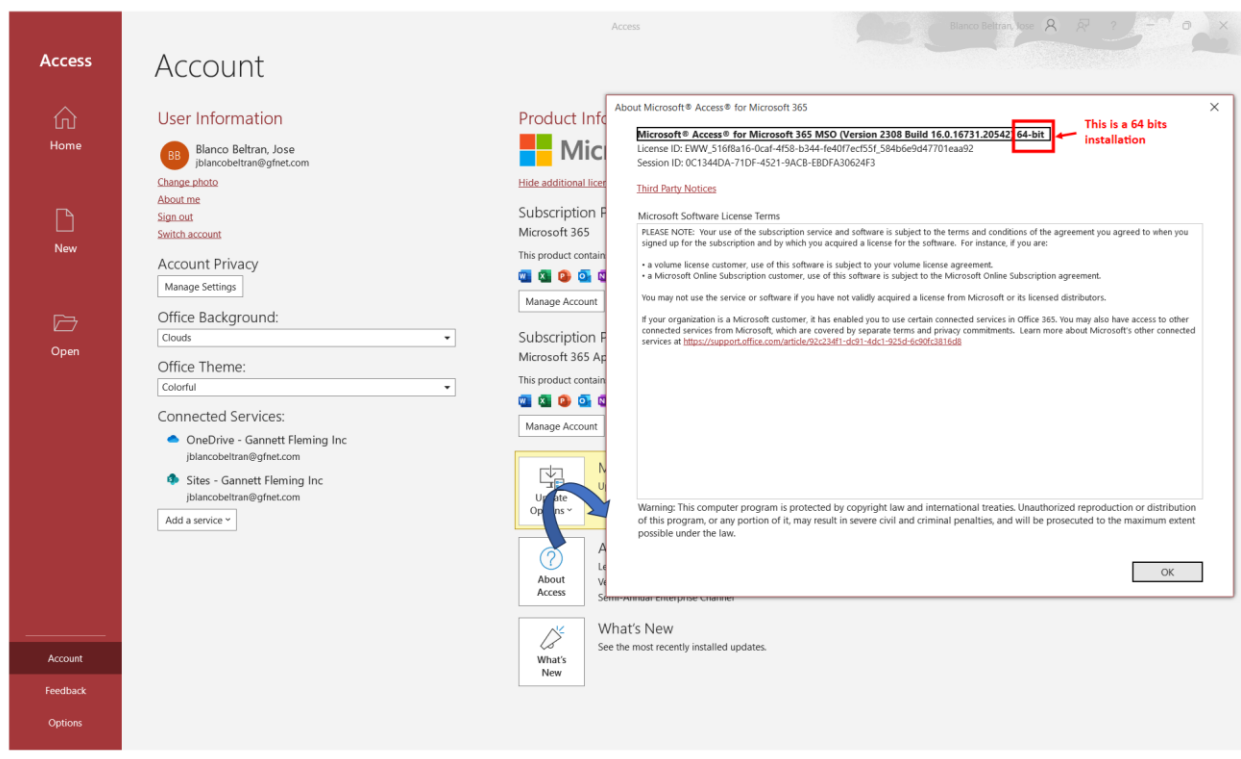 Access
Blanco Beltran, Jose
?
Access
Account
Home
New
Open
Account
Feedback
Options
User Information
BB
Blanco Beltran, Jose
jblancobeltran@gfnet.com
Change photo
About me
Sign out
Switch account
Account Privacy
Manage Settings
Office Background:
Clouds
Office Theme:
Colorful
Connected Services:
OneDrive - Gannett Fleming Inc
jblancobeltran@gfnet.com
Sites - Gannett Fleming Inc
jblancobeltran@gfnet.com
Add a service
Product Info
Micr
Hide additional licen
Subscription P
Microsoft 365
This product contain
Manage Account
Subscription P
Microsoft 365 Ap
This product contain
Manage Account
Update
Options
About
Access
Semi-Annual Enterprise Channel
What's
New
What's New
See the most recently installed updates.
About Microsoft® Access® for Microsoft 365
Microsoft® Access® for Microsoft 365 MSO (Version 2308 Build 16.0.16731.20542) 64-bit
This is a 64 bits
installation
License ID: EWW_516f8a16-0caf-4f58-b344-fe40f7ecf55f_584b6e9d47701eaa92
Session ID: 0C1344DA-71DF-4521-9ACB-EBDFA30624F3
Third Party Notices
Microsoft Software License Terms
PLEASE NOTE: Your use of the subscription service and software is subject to the terms and conditions of the agreement you agreed to when you
signed up for the subscription and by which you acquired a license for the software. For instance, if you are:
• a volume license customer, use of this software is subject to your volume license agreement.
• a Microsoft Online Subscription customer, use of this software is subject to the Microsoft Online Subscription agreement.
You may not use the service or software if you have not validly acquired a license from Microsoft or its licensed distributors.
If your organization is a Microsoft customer, it has enabled you to use certain connected services in Office 365. You may also have access to other
connected services from Microsoft, which are covered by separate terms and privacy commitments. Learn more about Microsoft's other connected
services at https://support.office.com/article/92c234f1-dc91-4dc1-925d-6c90fc3816d8
Warning: This computer program is protected by copyright law and international treaties. Unauthorized reproduction or distribution
of this program, or any portion of it, may result in severe civil and criminal penalties, and will be prosecuted to the maximum extent
possible under the law.
OK